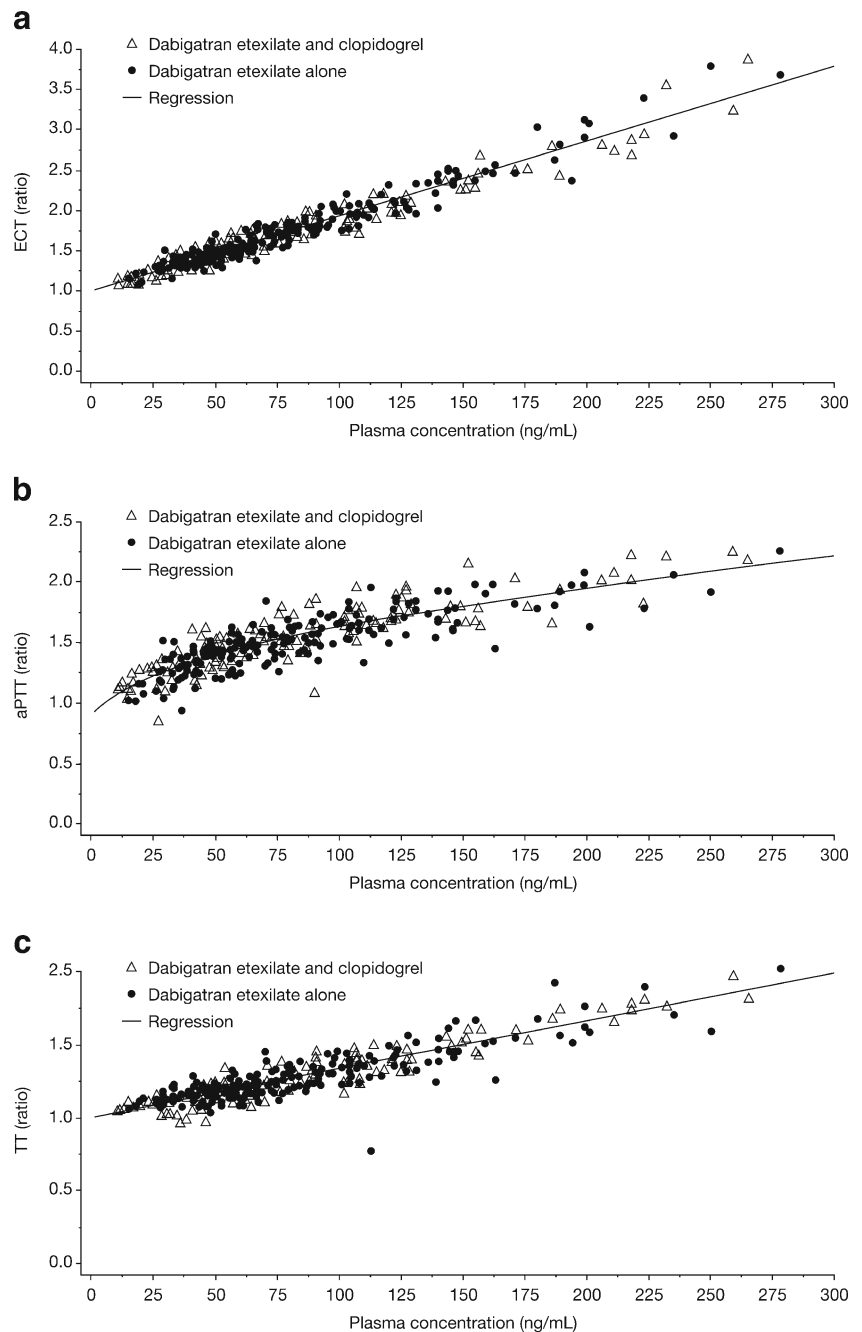 a
△ Dabigatran etexilate and clopidogrel
● Dabigatran etexilate alone
— Regression
4.0
3.5
3.0
2.5
2.0
1.5
1.0
0.5
0.0
ECT (ratio)
0 25 50 75 100 125 150 175 200 225 250 275 300
Plasma concentration (ng/mL)
b
△ Dabigatran etexilate and clopidogrel
● Dabigatran etexilate alone
— Regression
2.5
2.0
1.5
1.0
0.5
0.0
aPTT (ratio)
0 25 50 75 100 125 150 175 200 225 250 275 300
Plasma concentration (ng/mL)
c
△ Dabigatran etexilate and clopidogrel
● Dabigatran etexilate alone
— Regression
2.5
1.5
1.0
0.5
0.0
TT (ratio)
0 25 50 75 100 125 150 175 200 225 250 275 300
Plasma concentration (ng/mL)